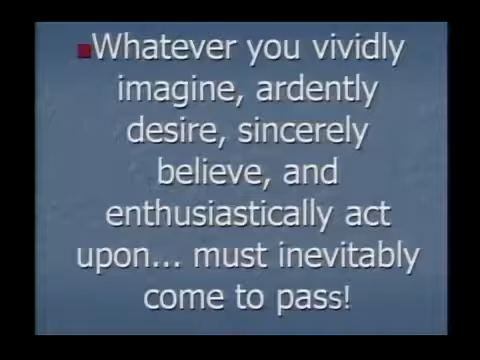 Whatever you vividly
imagine, ardently
desire, sincerely
believe, and
enthusiastically act
upon... must inevitably
come to pass!